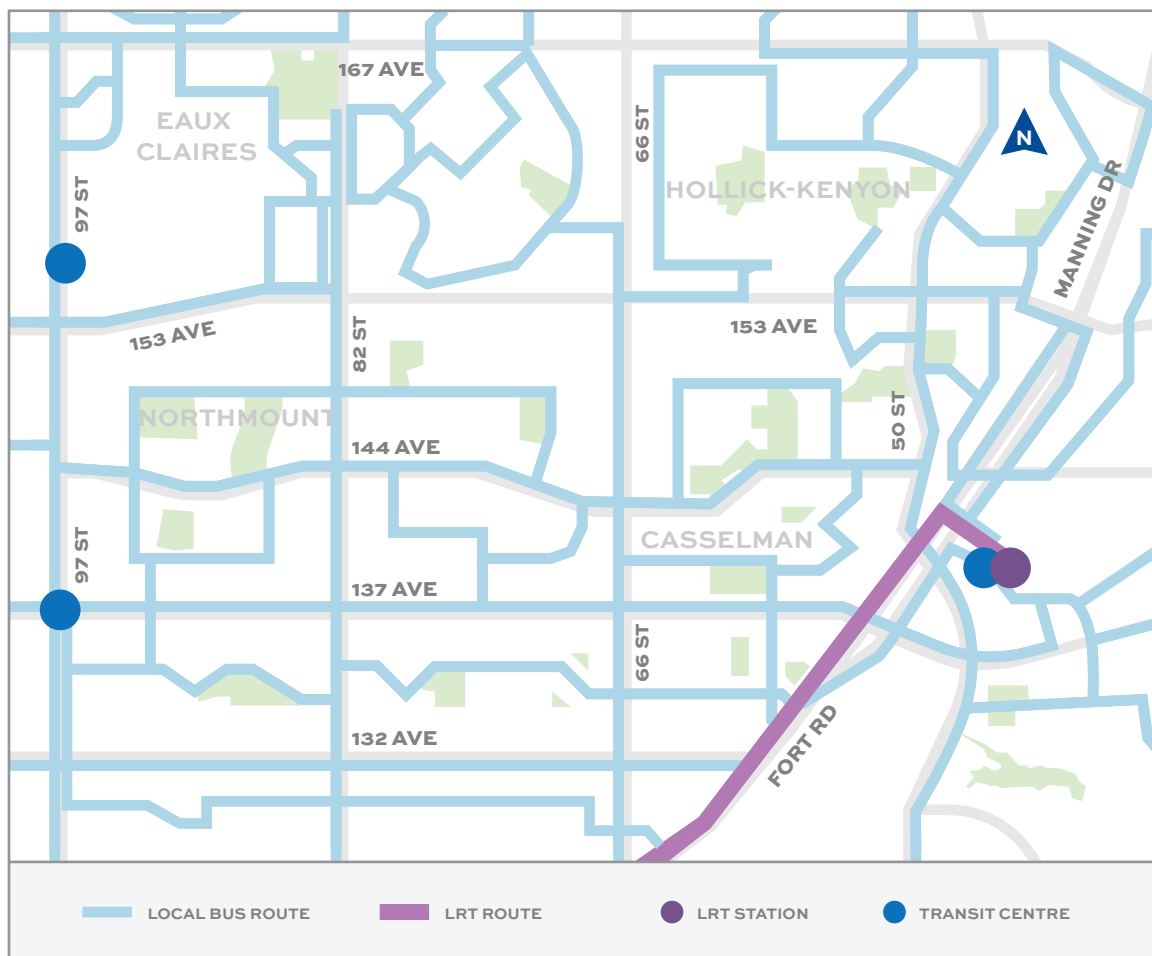 167 AVE
EAUX
CLAIRES
66 ST
N
HOLLICK-KENYON
97 ST
MANNING DR
153 AVE
153 AVE
82 ST
NORTHMOUNT
144 AVE
50 ST
CASSELMAN
97 ST
137 AVE
66 ST
132 AVE
FORT RD
LOCAL BUS ROUTE
LRT ROUTE
LRT STATION
TRANSIT CENTRE